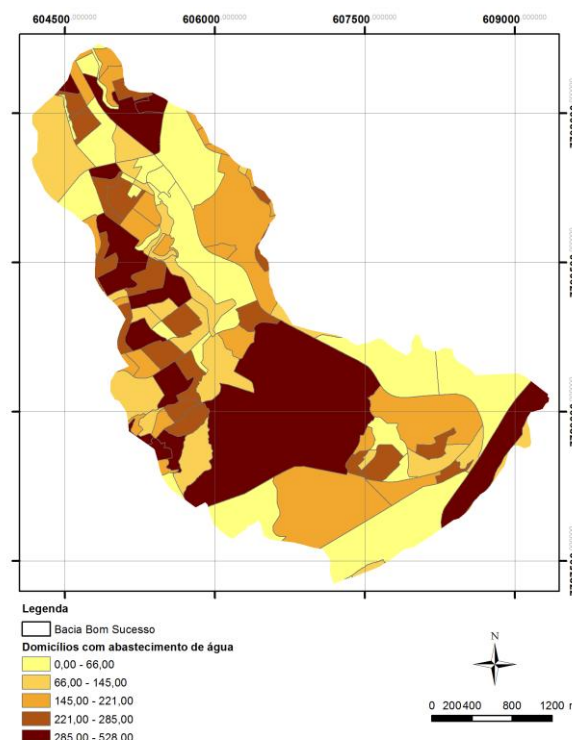 604500,000000 606000,000000 607500,000000 609000,000000
Legenda
Bacia Bom Sucesso
Domicílios com abastecimento de água
0,00 - 66,00
66,00 - 145,00
145,00 - 221,00
221,00 - 285,00
285,00 - 528,00
N
0 200400 800 1200